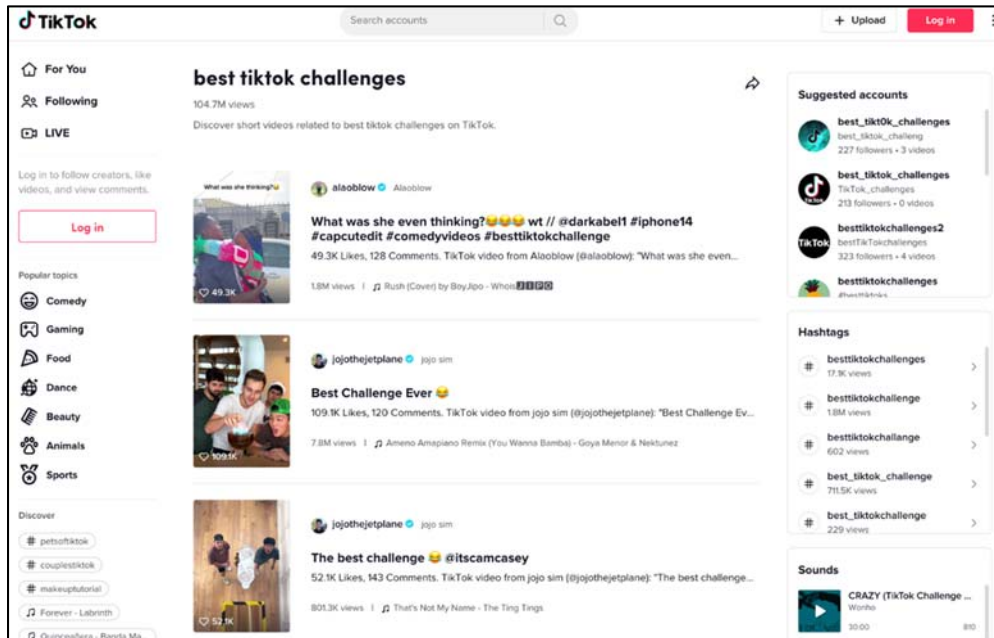 TikTok
Search accounts
+ Upload
Log in
For You
Following
LIVE
Log in to follow creators, like
videos, and view comments.
Log in
Popular topics
Comedy
Gaming
Food
Dance
Beauty
Animals
Sports
Discover
# petsoftiktok
# couplestiktok
# makeuptutorial
Forever - Labrinth
Quinceañera - Banda Ma...
best tiktok challenges
104.7M views
Discover short videos related to best tiktok challenges on TikTok.
What was she thinking?😂
49.3K
alaoblow Alaoblow
What was she even thinking?😂😂😂 wt // @darkabel1 #iphone14
#capcutedit #comedyvideos #besttiktokchallenge
49.3K Likes, 128 Comments. TikTok video from Alaoblow (@alaoblow): "What was she even...
1.8M views | Rush (Cover) by BoyJipo - Whois🅹🅸🅿🅾
109.1K
jojothejetplane jojo sim
Best Challenge Ever 😂
109.1K Likes, 120 Comments. TikTok video from jojo sim (@jojothejetplane): "Best Challenge Ev...
7.8M views | Ameno Amapiano Remix (You Wanna Bamba) - Goya Menor & Nektunez
52.1K
jojothejetplane jojo sim
The best challenge 😂 @itscamcasey
52.1K Likes, 143 Comments. TikTok video from jojo sim (@jojothejetplane): "The best challenge...
801.3K views | That's Not My Name - The Ting Tings
Suggested accounts
best_tikt0k_challenges
best_tiktok_challeng
227 followers • 3 videos
best_tiktok_challenges
TikTok_challenges
213 followers • 0 videos
besttiktokchallenges2
bestTikTokchallenges
323 followers • 4 videos
besttiktokchallenges
#besttiktoks
Hashtags
# besttiktokchallenges
17.1K views
# besttiktokchallenge
1.8M views
# besttiktokchallange
602 views
# best_tiktok_challenge
711.5K views
# best_tiktokchallenge
229 views
Sounds
CRAZY (TikTok Challenge ...
Wonho
30:00 810